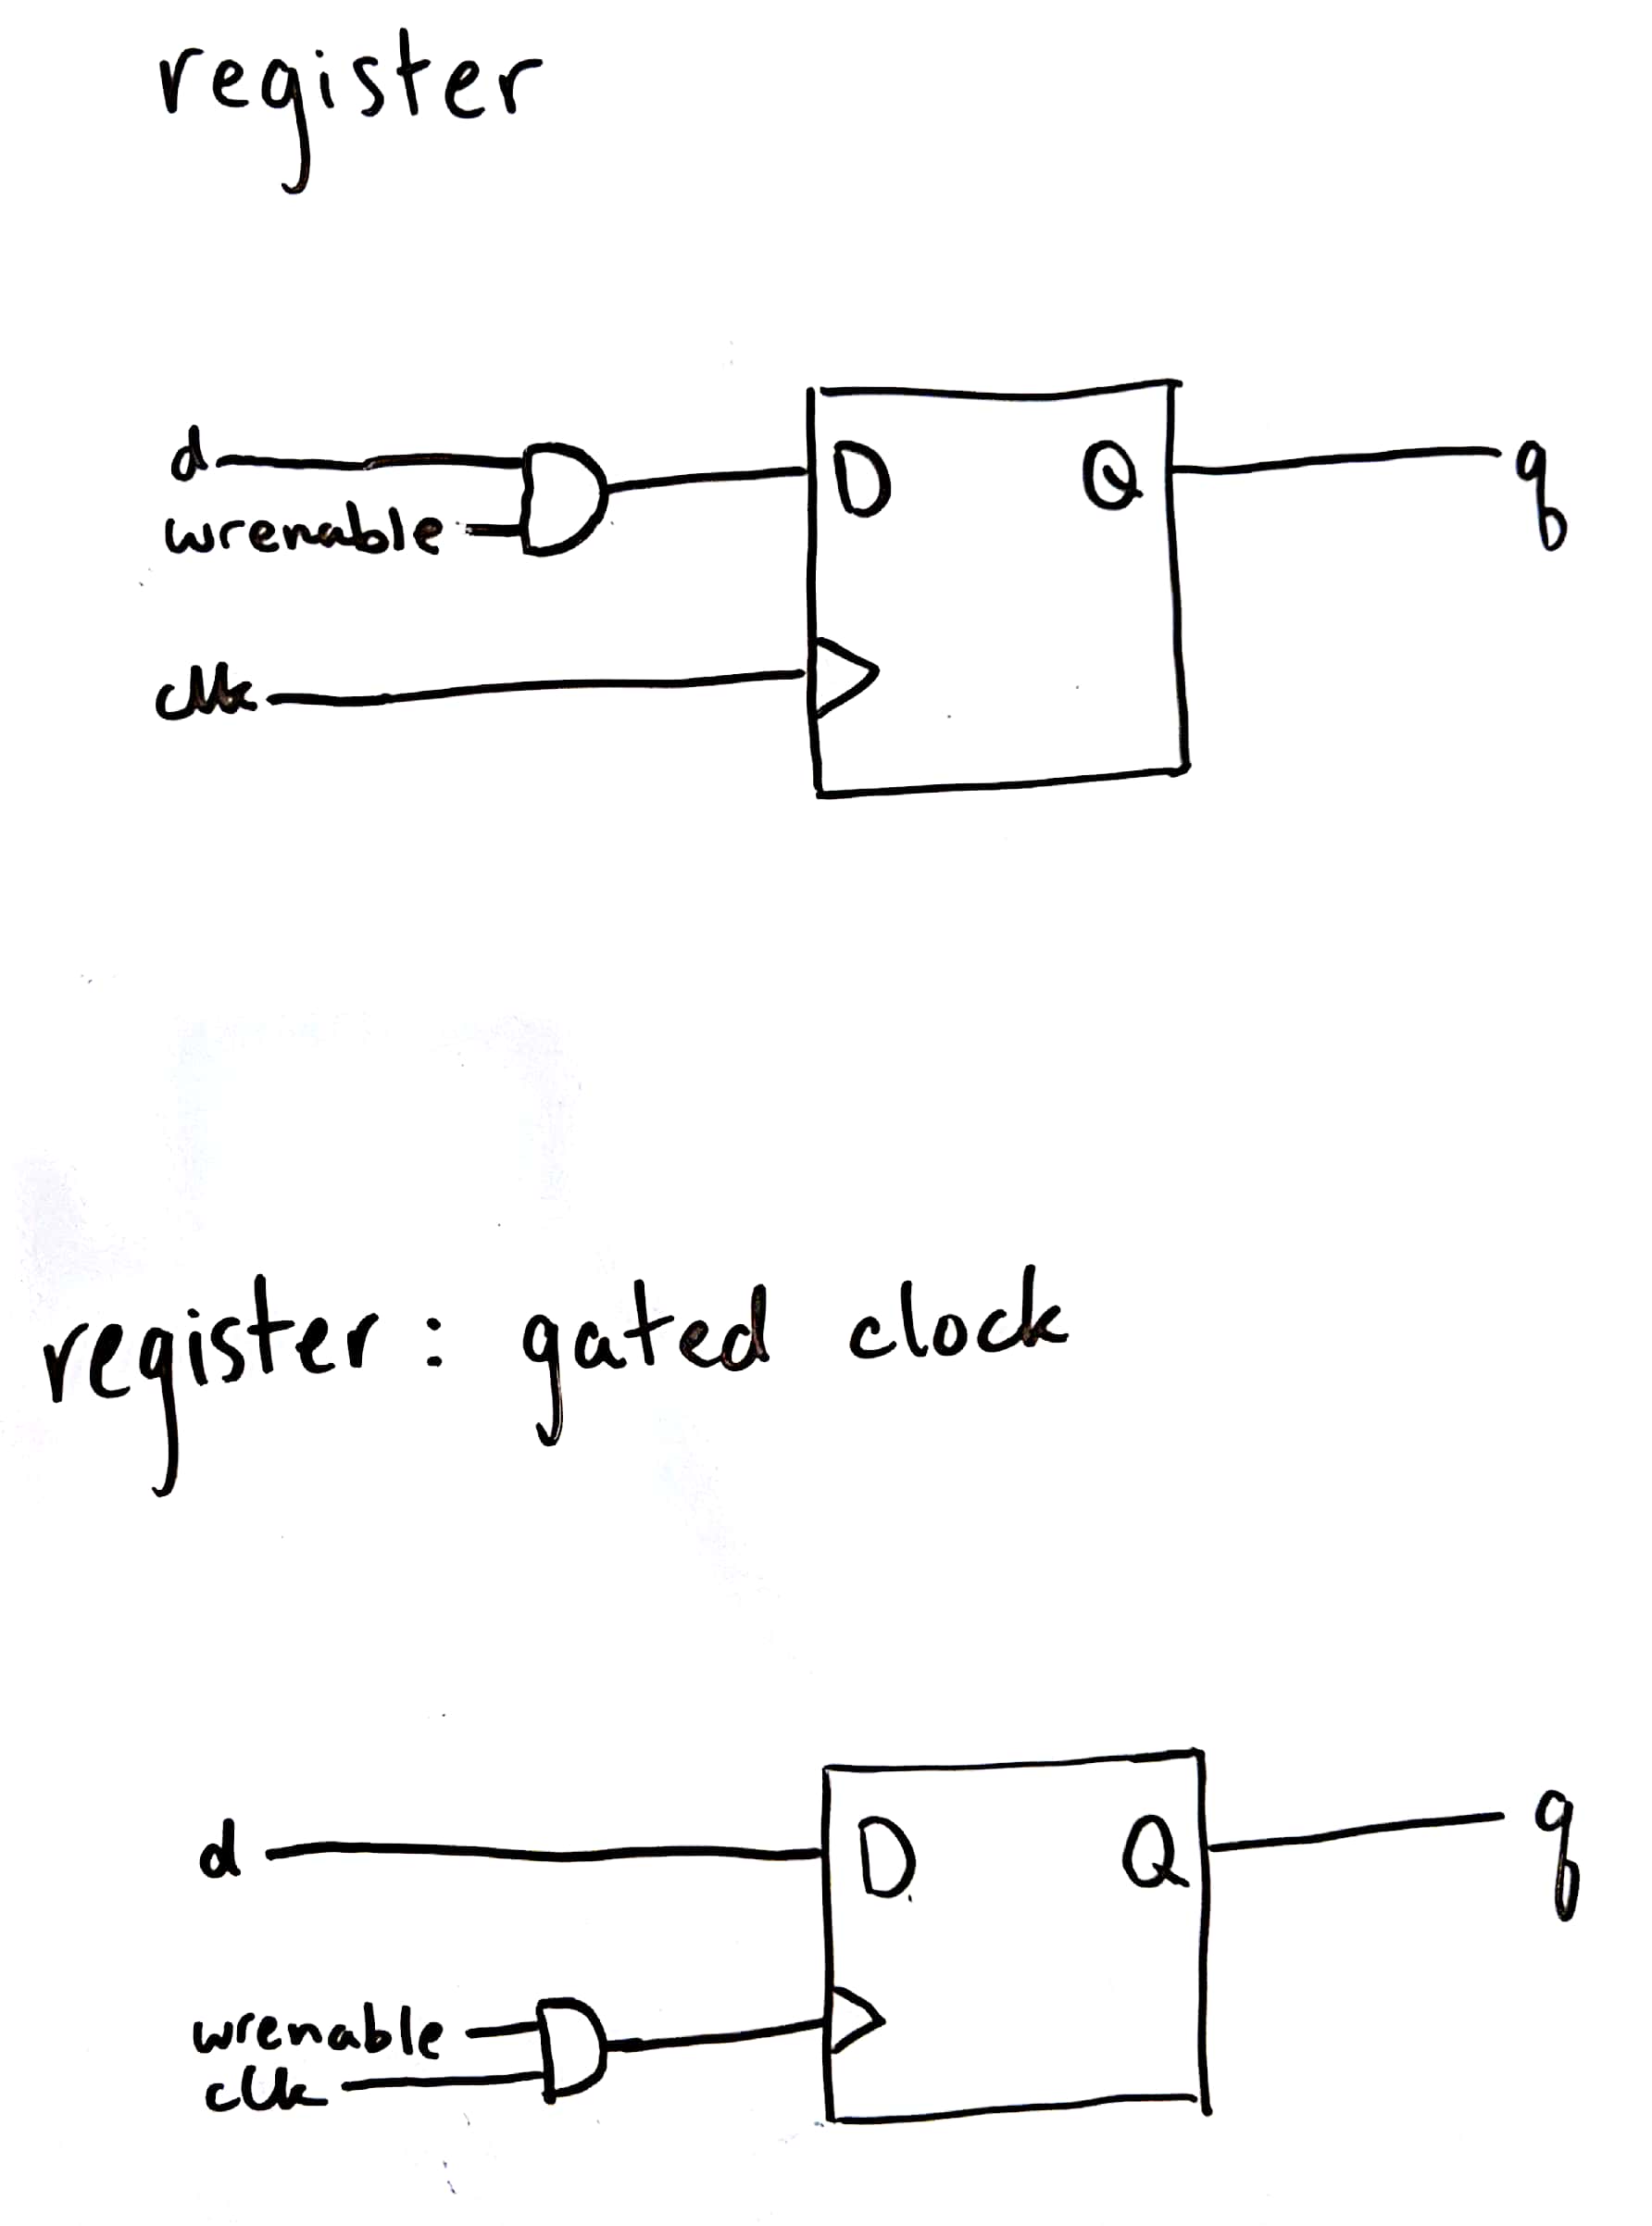 register
d
D
Q
q
wrenable
clk
register: gated clock
d
D
Q
q
wrenable
clk